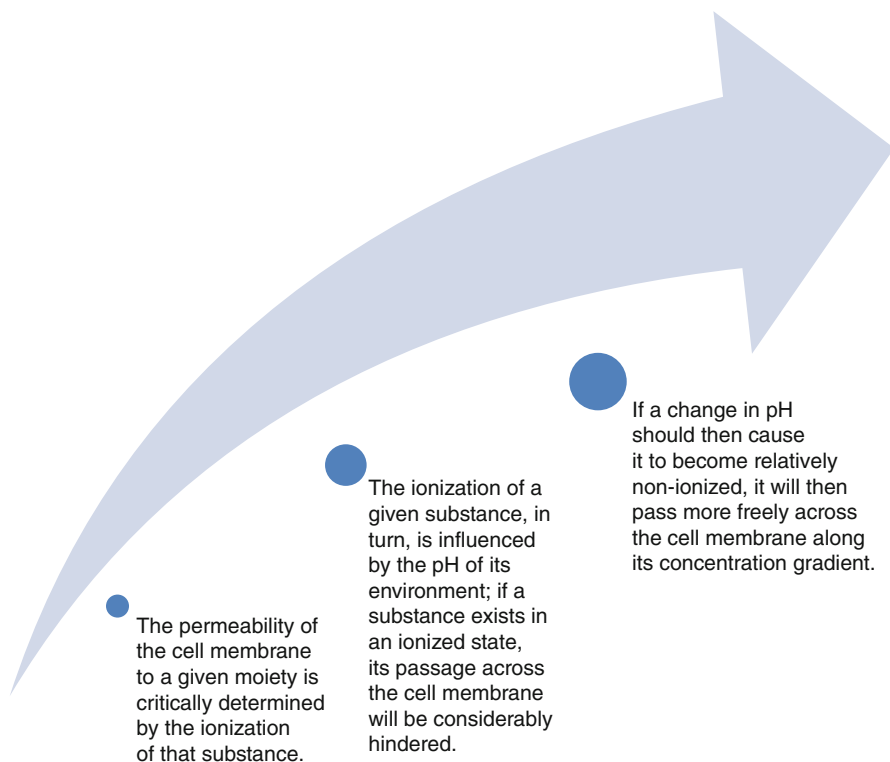 The permeability of
the cell membrane
to a given moiety is
critically determined
by the ionization
of that substance.
The ionization of a
given substance, in
turn, is influenced
by the pH of its
environment; if a
substance exists in
an ionized state,
its passage across
the cell membrane
will be considerably
hindered.
If a change in pH
should then cause
it to become relatively
non-ionized, it will then
pass more freely across
the cell membrane along
its concentration gradient.